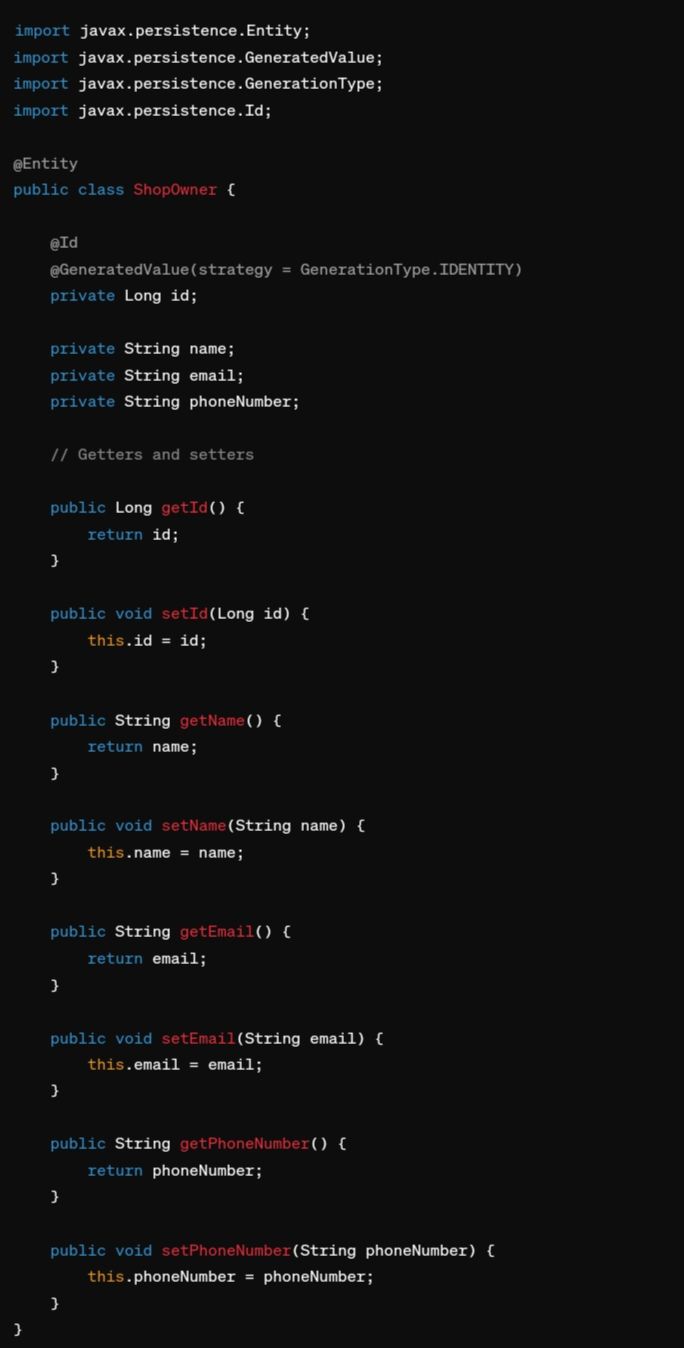 import javax.persistence.Entity;
import javax.persistence.GeneratedValue;
import javax.persistence.GenerationType;
import javax.persistence.Id;

@Entity
public class ShopOwner {

    @Id
    @GeneratedValue(strategy = GenerationType.IDENTITY)
    private Long id;

    private String name;
    private String email;
    private String phoneNumber;

    // Getters and setters

    public Long getId() {
        return id;
    }

    public void setId(Long id) {
        this.id = id;
    }

    public String getName() {
        return name;
    }

    public void setName(String name) {
        this.name = name;
    }

    public String getEmail() {
        return email;
    }

    public void setEmail(String email) {
        this.email = email;
    }

    public String getPhoneNumber() {
        return phoneNumber;
    }

    public void setPhoneNumber(String phoneNumber) {
        this.phoneNumber = phoneNumber;
    }
}